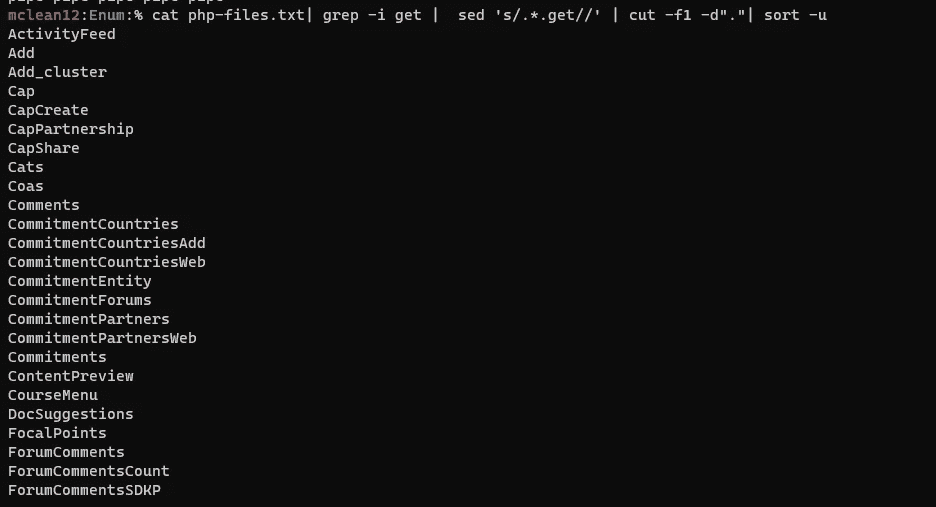 mclean12:Enum:% cat php-files.txt| grep -i get |  sed 's/.*.get//' | cut -f1 -d"."| sort -u
ActivityFeed
Add
Add_cluster
Cap
CapCreate
CapPartnership
CapShare
Cats
Coas
Comments
CommitmentCountries
CommitmentCountriesAdd
CommitmentCountriesWeb
CommitmentEntity
CommitmentForums
CommitmentPartners
CommitmentPartnersWeb
Commitments
ContentPreview
CourseMenu
DocSuggestions
FocalPoints
ForumComments
ForumCommentsCount
ForumCommentsSDKP